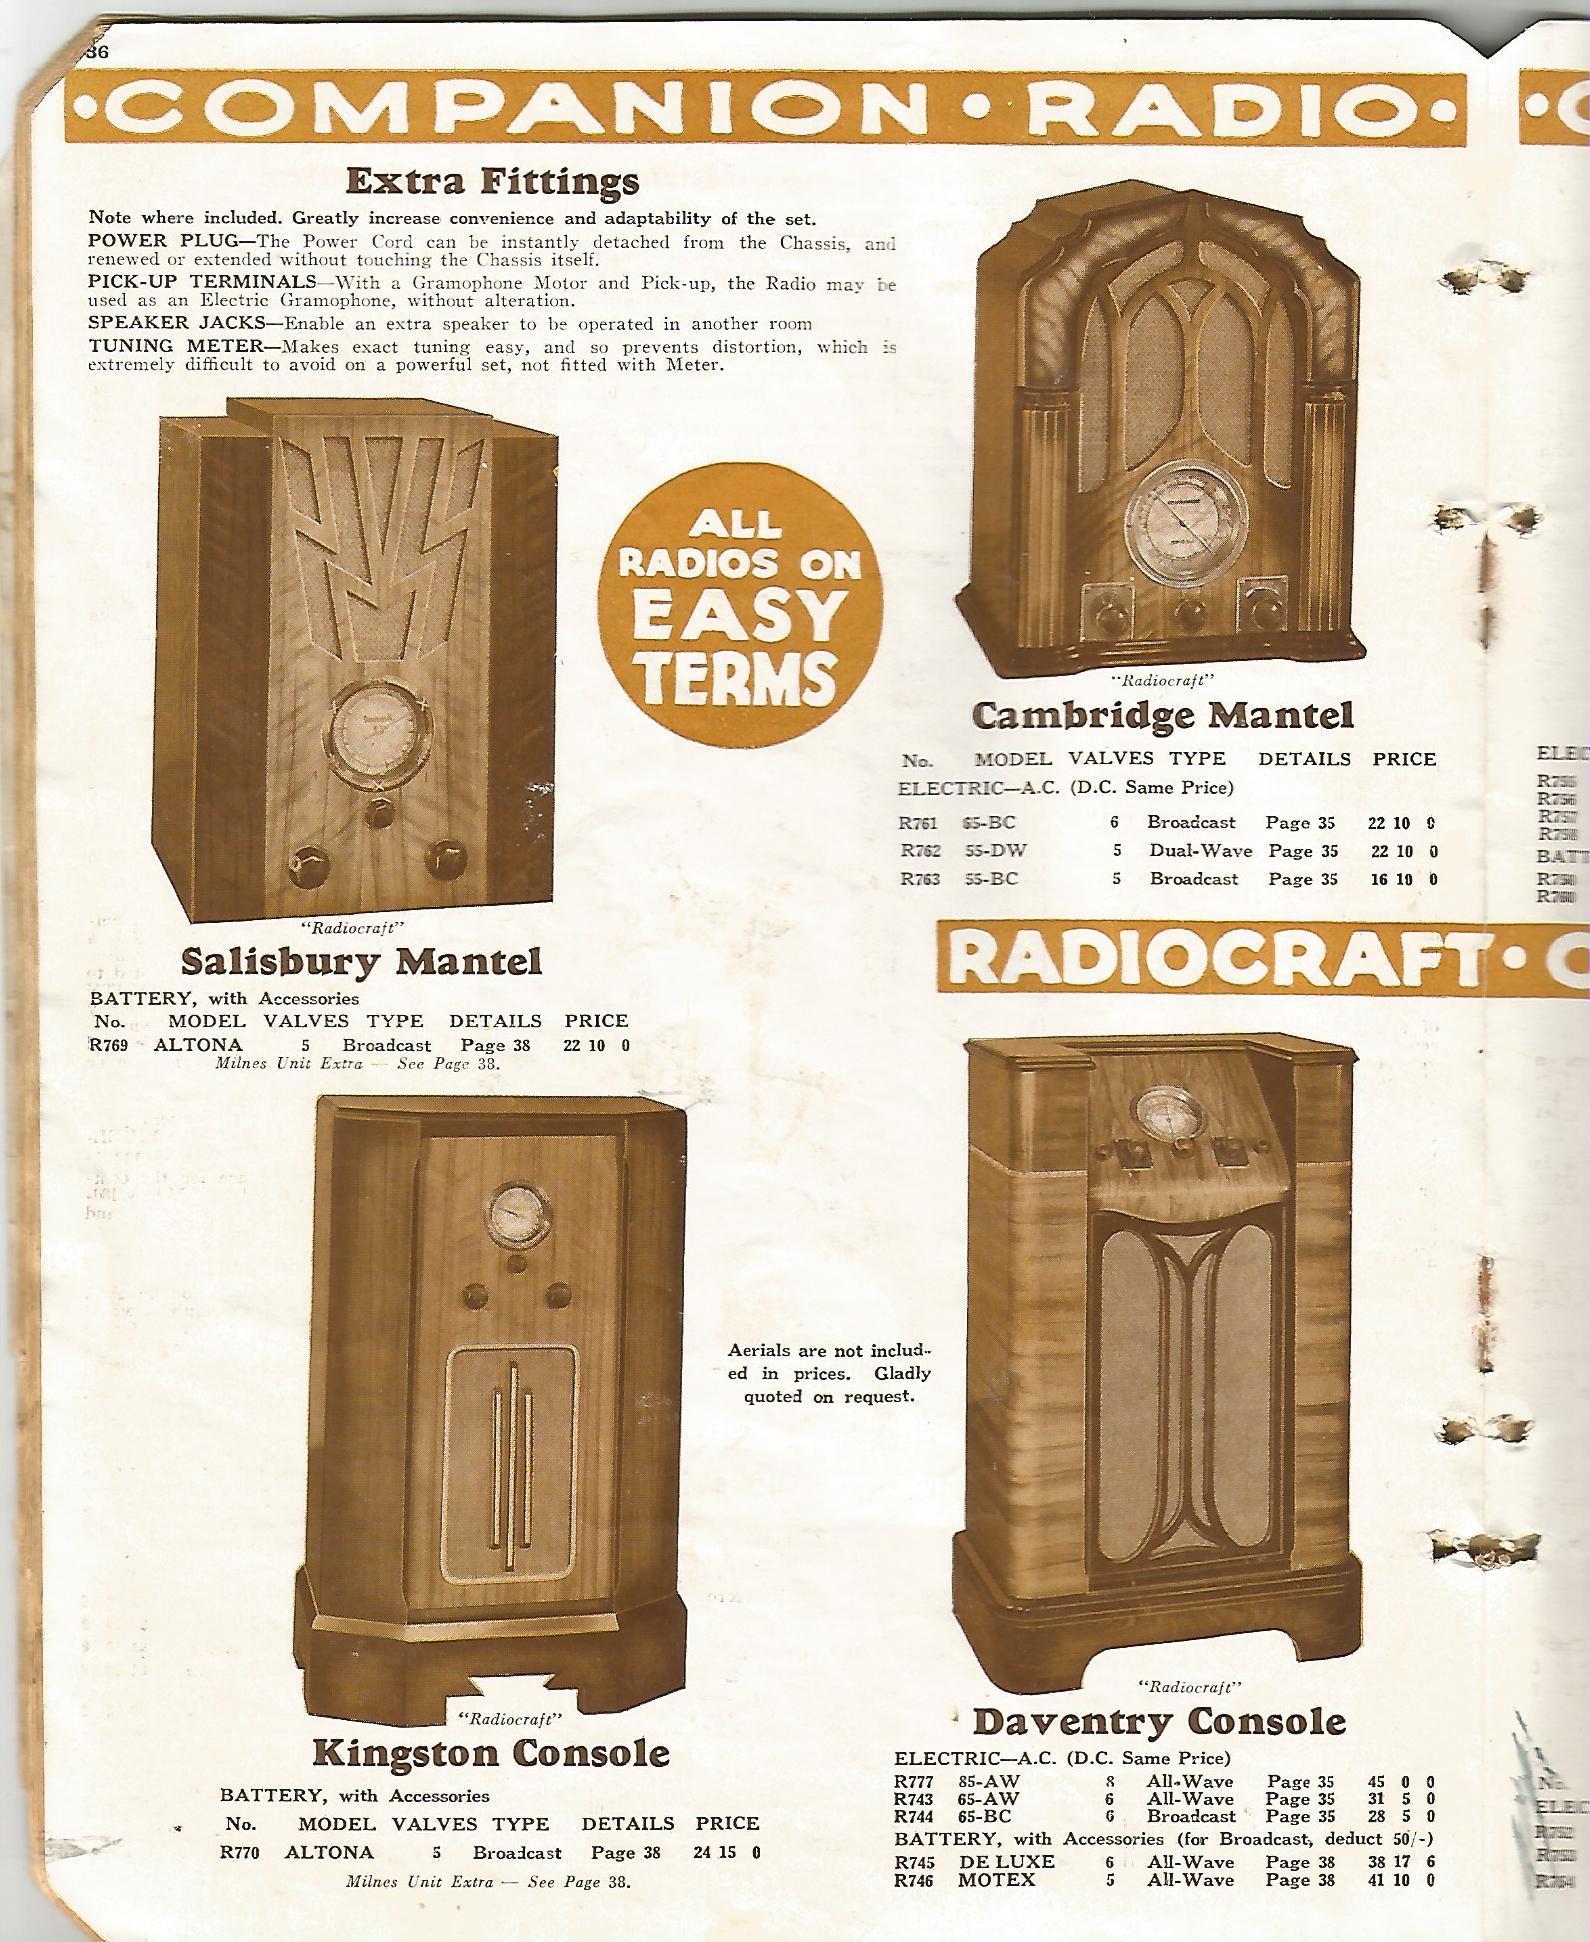 36
•COMPANION•RADIO•
Extra Fittings
Note where included. Greatly increase convenience and adaptability of the set.
POWER PLUG—The Power Cord can be instantly detached from the Chassis, and
renewed or extended without touching the Chassis itself.
PICK-UP TERMINALS—With a Gramophone Motor and Pick-up, the Radio may be
used as an Electric Gramophone, without alteration.
SPEAKER JACKS—Enable an extra speaker to be operated in another room
TUNING METER—Makes exact tuning easy, and so prevents distortion, which is
extremely difficult to avoid on a powerful set, not fitted with Meter.
ALL
RADIOS ON
EASY
TERMS
"Radiocraft"
Cambridge Mantel
No. MODEL VALVES TYPE DETAILS PRICE
ELECTRIC—A.C. (D.C. Same Price)
R761 65-BC 6 Broadcast Page 35 22 10 0
R762 55-DW 5 Dual-Wave Page 35 22 10 0
R763 55-BC 5 Broadcast Page 35 16 10 0
"Radiocraft"
Salisbury Mantel
BATTERY, with Accessories
No. MODEL VALVES TYPE DETAILS PRICE
R769 ALTONA 5 Broadcast Page 38 22 10 0
Milnes Unit Extra — See Page 38.
RADIOCRAFT•
Aerials are not includ-
ed in prices. Gladly
quoted on request.
"Radiocraft"
Kingston Console
BATTERY, with Accessories
No. MODEL VALVES TYPE DETAILS PRICE
R770 ALTONA 5 Broadcast Page 38 24 15 0
Milnes Unit Extra — See Page 38.
"Radiocraft"
Daventry Console
ELECTRIC—A.C. (D.C. Same Price)
R777 85-AW 8 All-Wave Page 35 45 0 0
R743 65-AW 6 All-Wave Page 35 31 5 0
R744 65-BC 6 Broadcast Page 35 28 5 0
BATTERY, with Accessories (for Broadcast, deduct 50/-)
R745 DE LUXE 6 All-Wave Page 38 38 17 6
R746 MOTEX 5 All-Wave Page 38 41 10 0